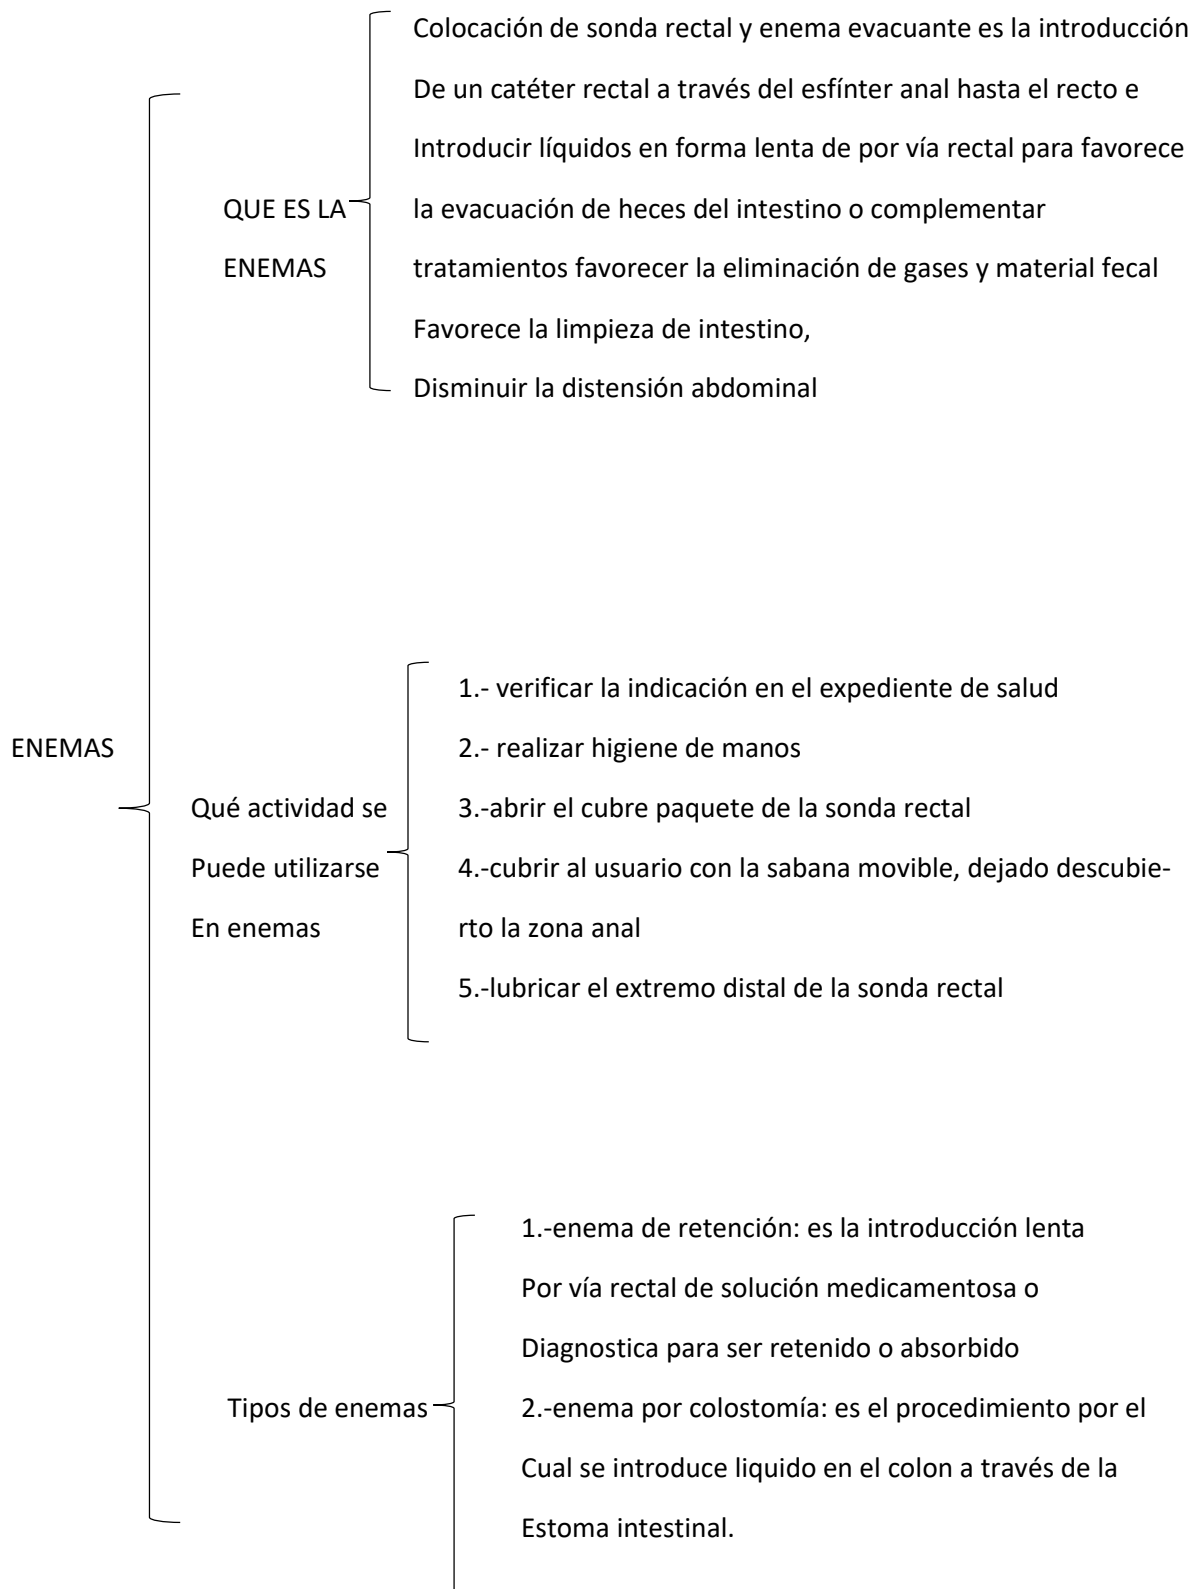 Colocación de sonda rectal y enema evacuante es la introducción
De un catéter rectal a través del esfínter anal hasta el recto e
Introducir líquidos en forma lenta de por vía rectal para favorece
QUE ES LA
la evacuación de heces del intestino o complementar
ENEMAS
tratamientos favorecer la eliminación de gases y material fecal
Favorece la limpieza de intestino,
Disminuir la distensión abdominal
1.- verificar la indicación en el expediente de salud
ENEMAS
2.- realizar higiene de manos
Qué actividad se
3.-abrir el cubre paquete de la sonda rectal
Puede utilizarse
4.-cubrir al usuario con la sabana movible, dejado descubie-
En enemas
rto la zona anal
5.-lubricar el extremo distal de la sonda rectal
1.-enema de retención: es la introducción lenta
Por vía rectal de solución medicamentosa o
Diagnostica para ser retenido o absorbido
Tipos de enemas
2.-enema por colostomía: es el procedimiento por el
Cual se introduce liquido en el colon a través de la
Estoma intestinal.